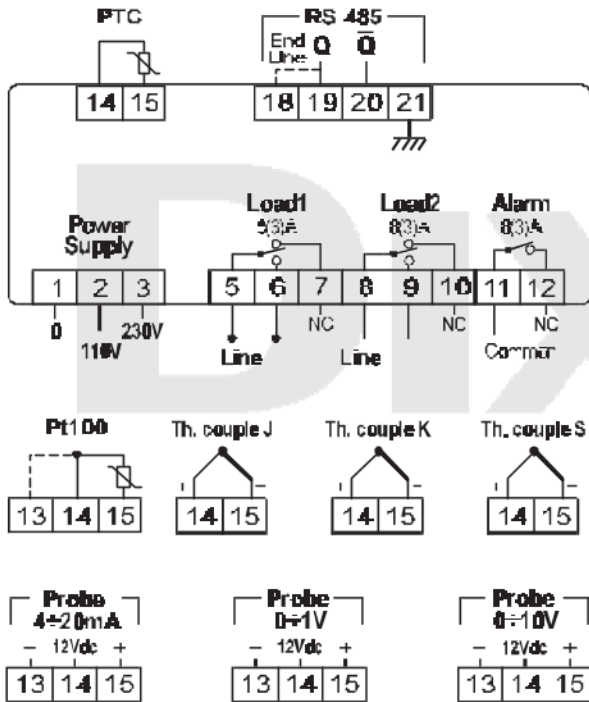 PTC
RS 485
End Line Q Q̅
14 15
18 19 20 21
Power Supply
Load1
Load2
Alarm
8(3)A
8(3)A
1 2 3
5 6 7 8 9 10 11 12
0
110V
230V
Line
NC
Line
NC
Common
NC
Pt100
Th. couple J
Th. couple K
Th. couple S
+ -
+ -
+ -
13 14 15
14 15
14 15
14 15
Probe
4÷20mA
Probe
0÷1V
Probe
0÷10V
- 12Vdc +
- 12Vdc +
- 12Vdc +
13 14 15
13 14 15
13 14 15